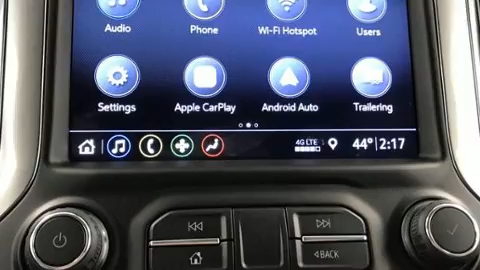 Audio Phone Wi-Fi Hotspot Users
Settings Apple CarPlay Android Auto Trailering
4G LTE 44° 2:17
BACK